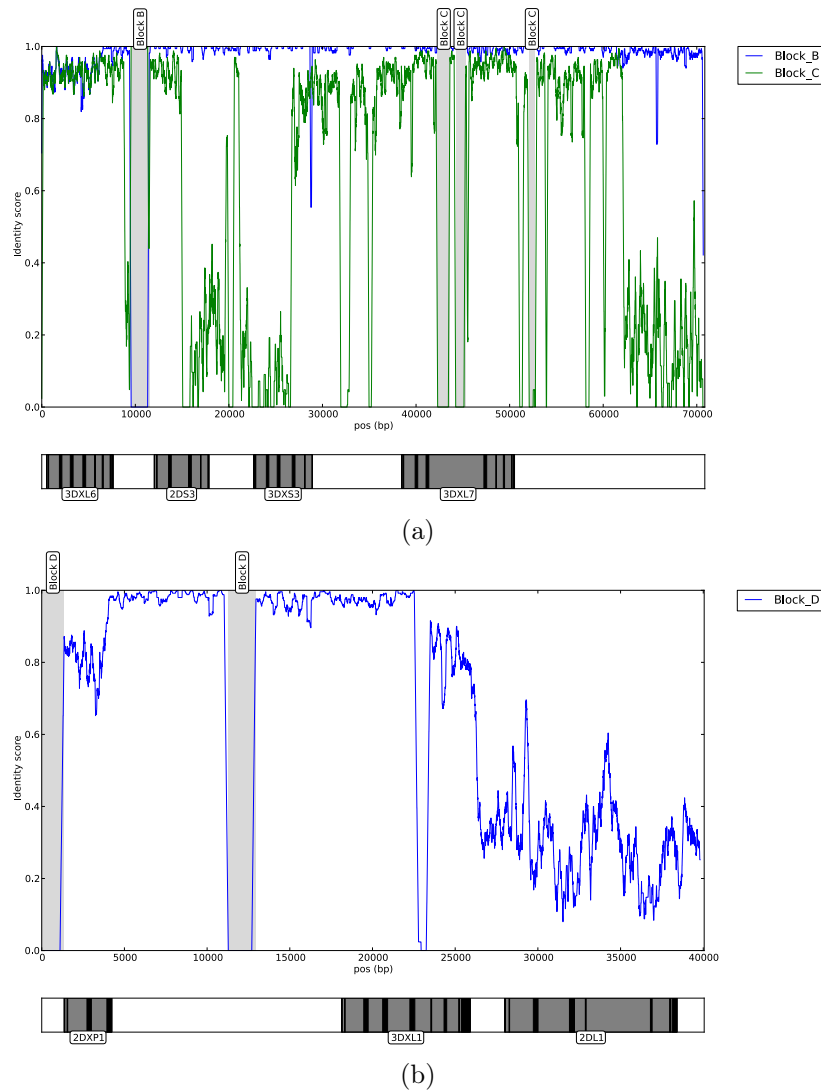 Block B
Block C
Block C
Block C
1.0
0.8
0.6
0.4
0.2
0.0
Identity score
0
10000
20000
30000
40000
50000
60000
70000
pos (bp)
Block_B
Block_C
3DXL6
2DS3
3DXS3
3DXL7
(a)
Block D
Block D
1.0
0.8
0.6
0.4
0.2
0.0
Identity score
0
5000
10000
15000
20000
25000
30000
35000
40000
pos (bp)
Block_D
2DXP1
3DXL1
2DL1
(b)